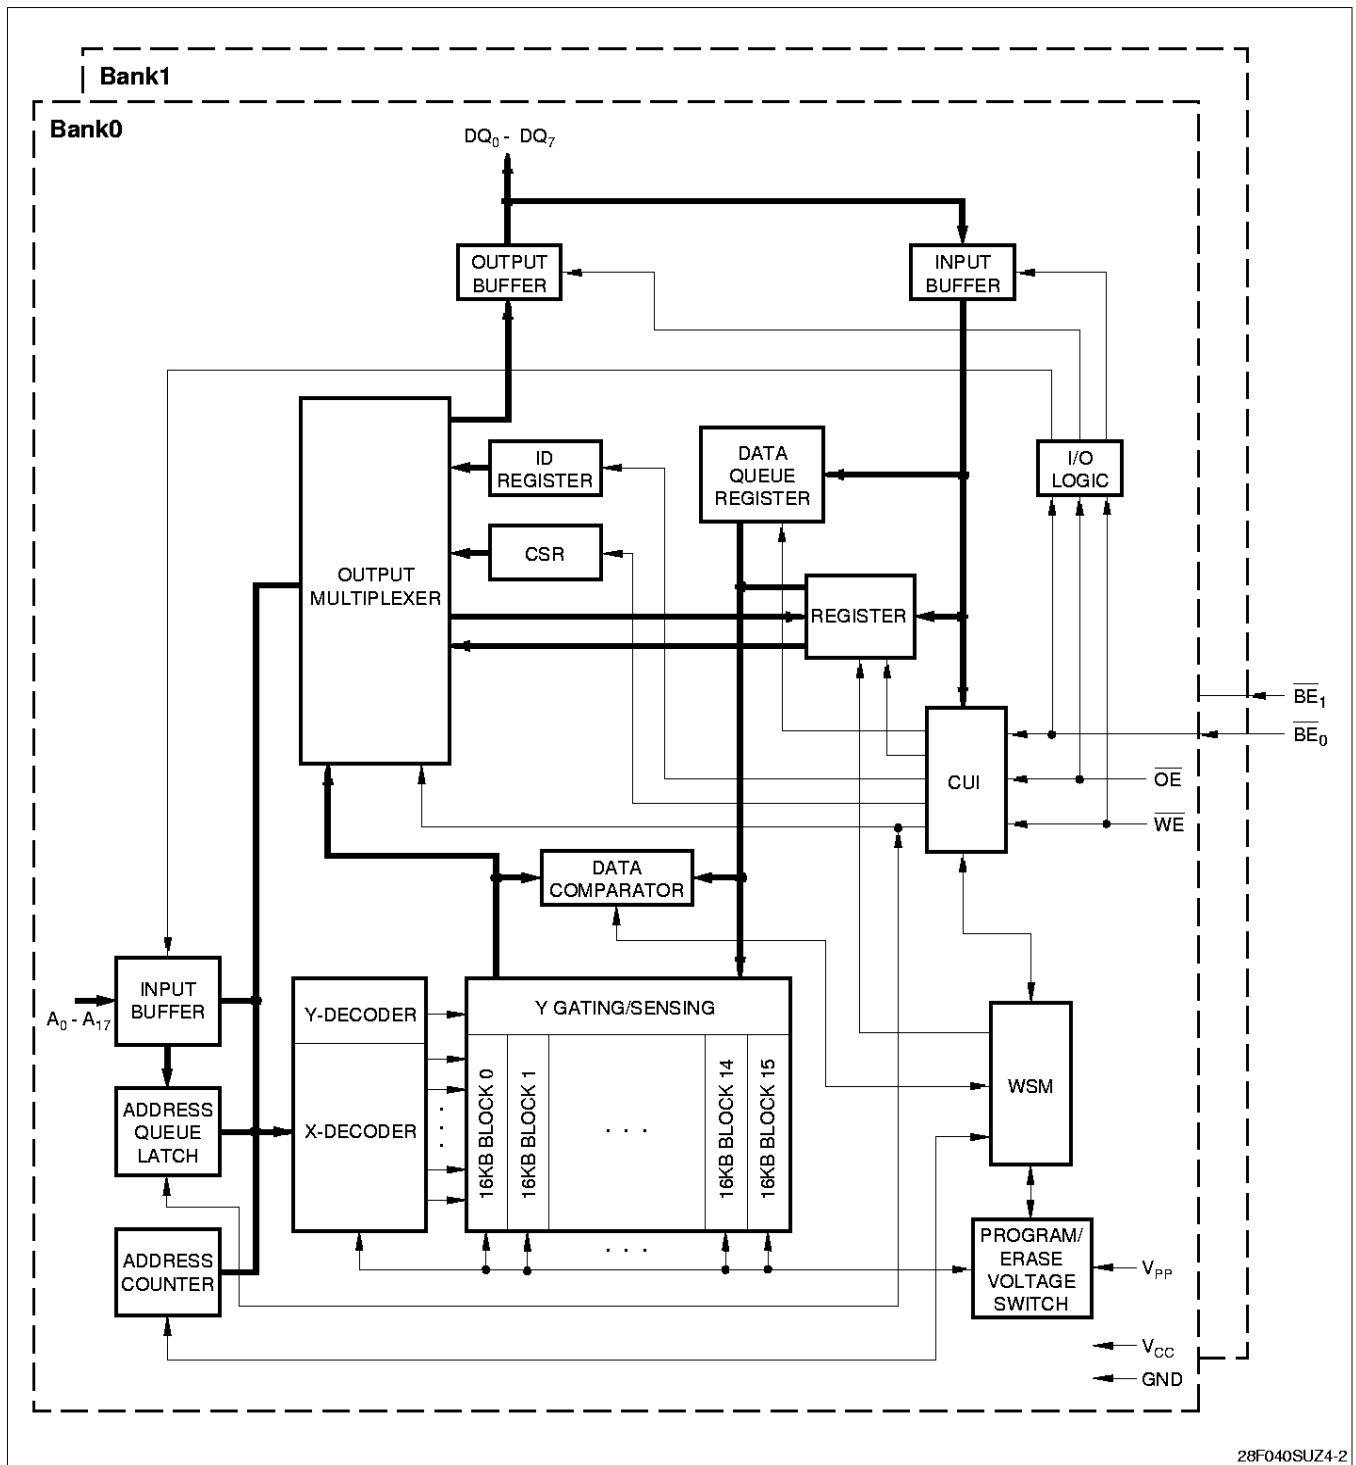 Bank1
Bank0
DQ0 - DQ7
OUTPUT
BUFFER
INPUT
BUFFER
OUTPUT
MULTIPLEXER
ID
REGISTER
CSR
DATA
QUEUE
REGISTER
I/O
LOGIC
REGISTER
BE1
BE0
CUI
OE
WE
DATA
COMPARATOR
INPUT
BUFFER
A0 - A17
Y-DECODER
Y GATING/SENSING
ADDRESS
QUEUE
LATCH
X-DECODER
16KB BLOCK 0
16KB BLOCK 1
. . .
16KB BLOCK 14
16KB BLOCK 15
WSM
ADDRESS
COUNTER
. . .
PROGRAM/
ERASE
VOLTAGE
SWITCH
VPP
VCC
GND
28F040SUZ4-2